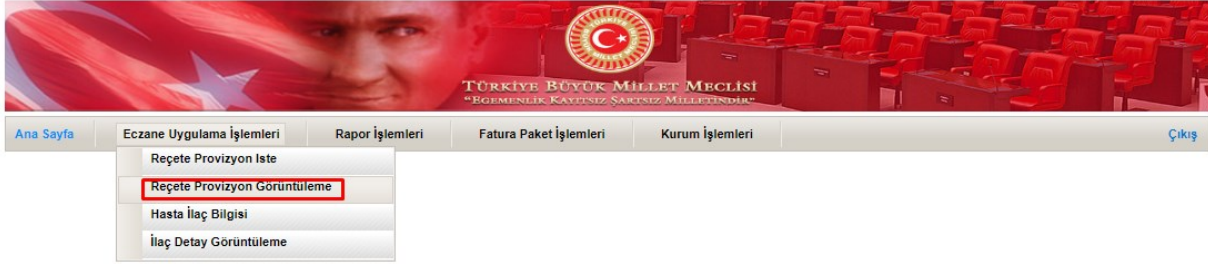 TÜRKİYE BÜYÜK MİLLET MECLİSİ
"EGEMENLİK KAYITSIZ ŞARTSIZ MİLLETİNDİR"
Ana Sayfa Eczane Uygulama İşlemleri Rapor İşlemleri Fatura Paket İşlemleri Kurum İşlemleri Çıkış
Reçete Provizyon Iste
Reçete Provizyon Görüntüleme
Hasta İlaç Bilgisi
İlaç Detay Görüntüleme